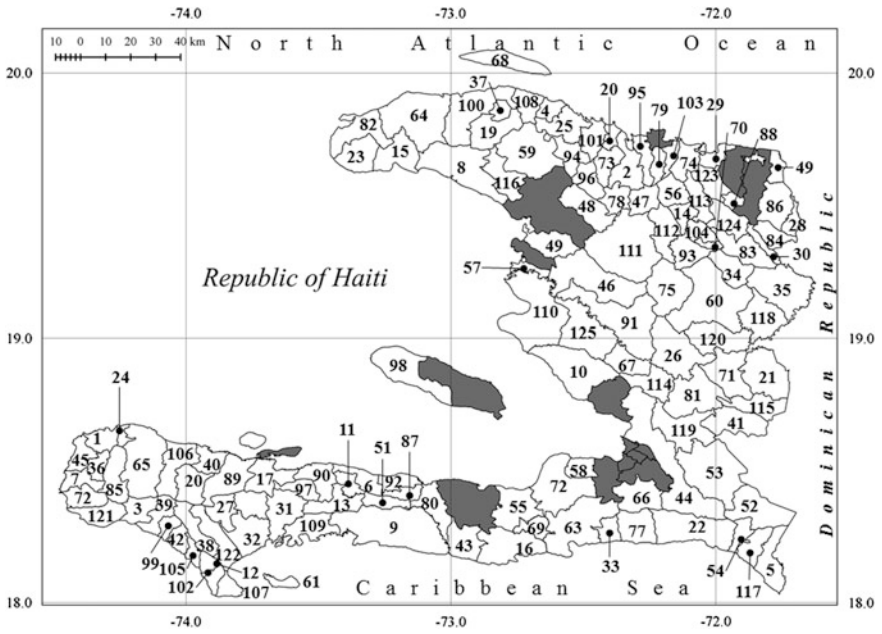 -74.0 -73.0 -72.0
10 0 10 20 30 40 km
North Atlantic Ocean
20.0 20.0
68
37 20 95 79 103 29 70 88
82 64 100 108 4 25 101 49
23 15 19 59 94 73 2 74 123
8 116 96 56 113 86
48 78 47 14 124 28
112 104 84
49 111 93 83 30
57 34
Republic of Haiti
46 75 60 35
110 118
91
125 120
19.0 19.0
98 10 67 26 71 21
114 81 115
24 119 41
11 51 87
1 106 40 53
45 36 65 90 92 58
7 20 89 17 97 6 72
72 85 66 44
121 3 39 27 31 13 80 55 52
42 32 109 9 69 63 77 22
99 38 43 16
105 122 33 54
102 12 61 5
107 117
Caribbean Sea
Dominican Republic
18.0 18.0
-74.0 -73.0 -72.0